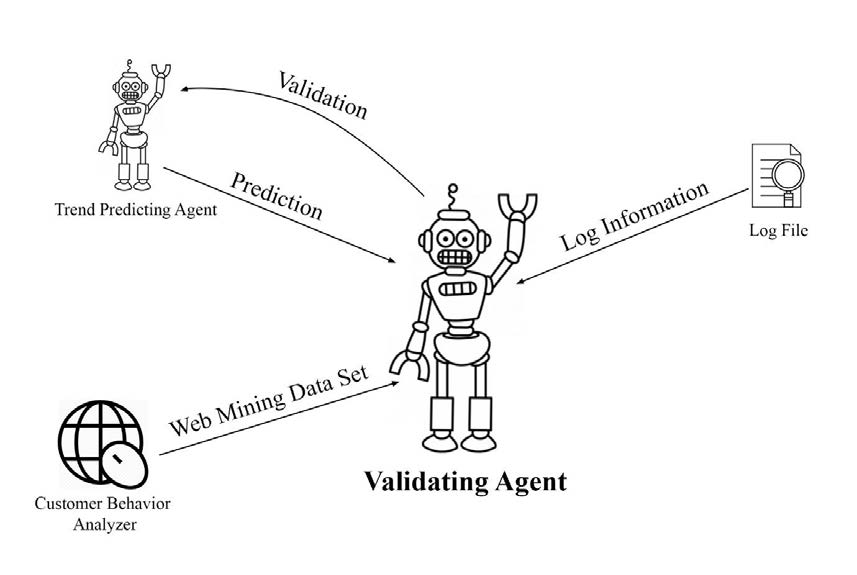 Validation
Prediction
Trend Predicting Agent
Log Information
Log File
Web Mining Data Set
Validating Agent
Customer Behavior
Analyzer